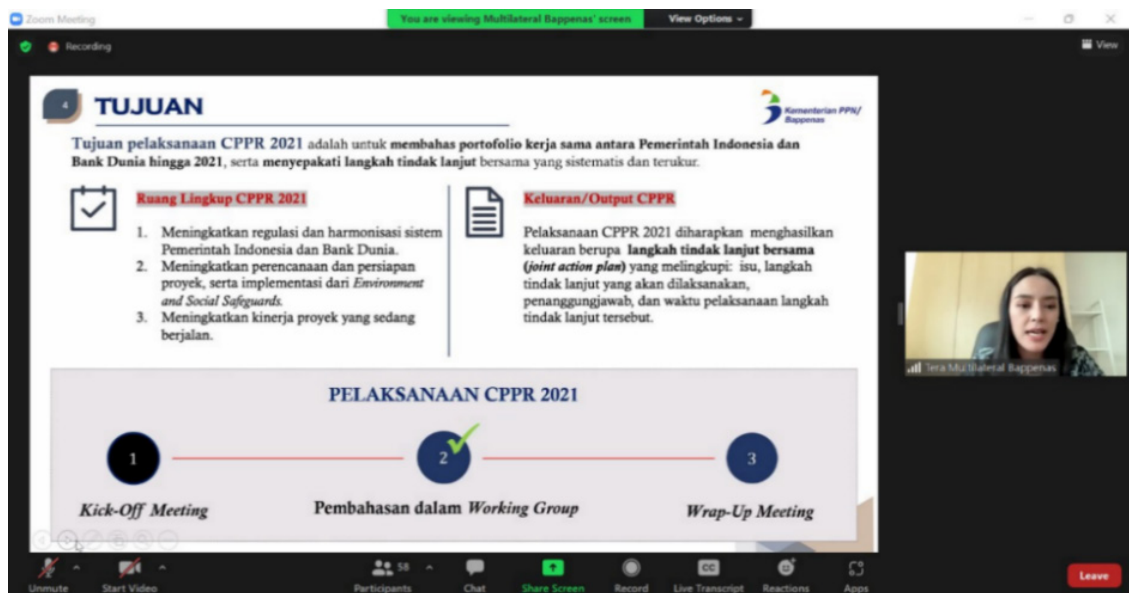 Zoom Meeting
You are viewing Multilateral Bappenas' screen
View Options
Recording
View
4
TUJUAN
Kementerian PPN/
Bappenas
Tujuan pelaksanaan CPPR 2021 adalah untuk membahas portofolio kerja sama antara Pemerintah Indonesia dan
Bank Dunia hingga 2021, serta menyepakati langkah tindak lanjut bersama yang sistematis dan terukur.
Ruang Lingkup CPPR 2021
1. Meningkatkan regulasi dan harmonisasi sistem
Pemerintah Indonesia dan Bank Dunia.
2. Meningkatkan perencanaan dan persiapan
proyek, serta implementasi dari Environment
and Social Safeguards.
3. Meningkatkan kinerja proyek yang sedang
berjalan.
Keluaran/Output CPPR
Pelaksanaan CPPR 2021 diharapkan menghasilkan
keluaran berupa langkah tindak lanjut bersama
(joint action plan) yang melingkupi: isu, langkah
tindak lanjut yang akan dilaksanakan,
penanggungjawab, dan waktu pelaksanaan langkah
tindak lanjut tersebut.
Tera Multilateral Bappenas
PELAKSANAAN CPPR 2021
1
2
3
Kick-Off Meeting
Pembahasan dalam Working Group
Wrap-Up Meeting
Unmute
Start Video
58
Participants
Chat
Share Screen
Record
CC
Live Transcript
Reactions
Apps
Leave